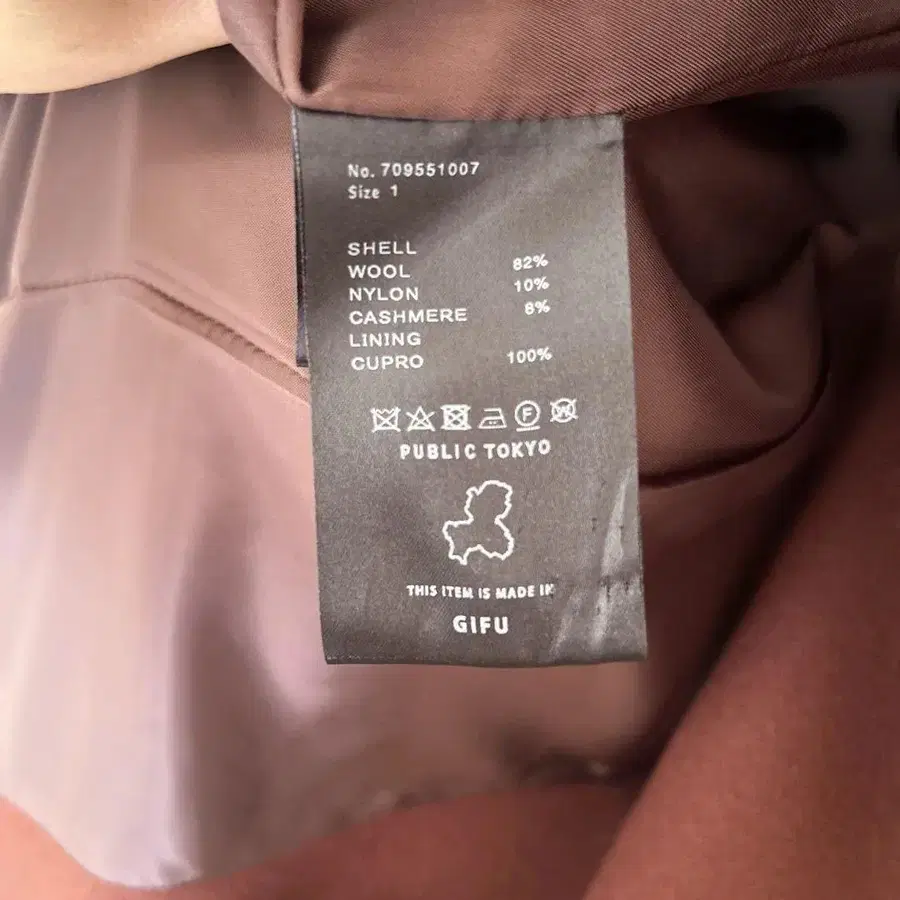 No. 709551007
Size 1
SHELL
WOOL 82%
NYLON 10%
CASHMERE 8%
LINING
CUPRO 100%
F W
PUBLIC TOKYO
THIS ITEM IS MADE IN
GIFU